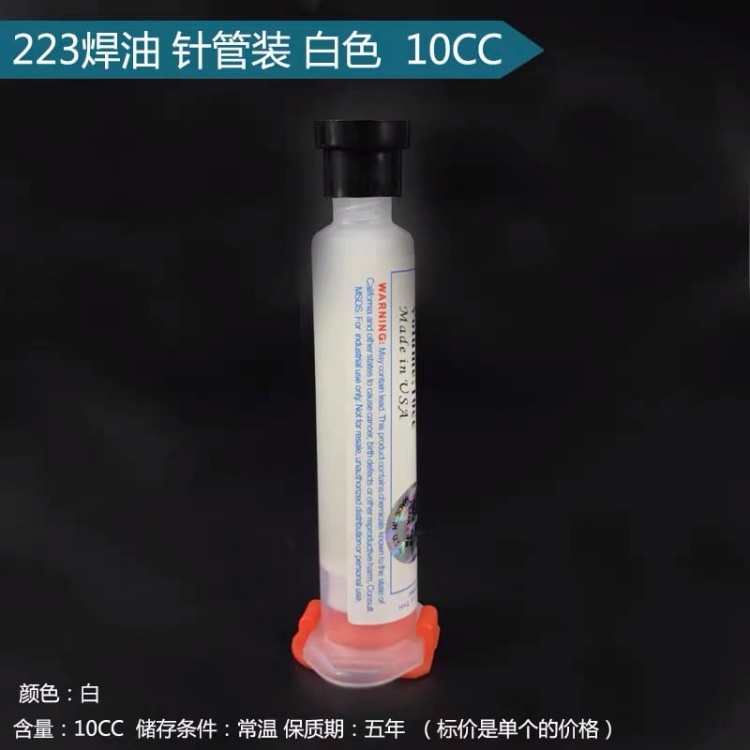 223焊油 针管装 白色 10CC
WARNING: May contain lead. This product contains chemicals known to the state of
California and other states to cause cancer, birth defects or other reproductive harm. Consult
MSDS. For industrial use only. Not for resale, unauthorized distribution or personal use.
Volume: 10cc
Made in USA
颜色：白
含量：10CC 储存条件：常温 保质期：五年 （标价是单个的价格）